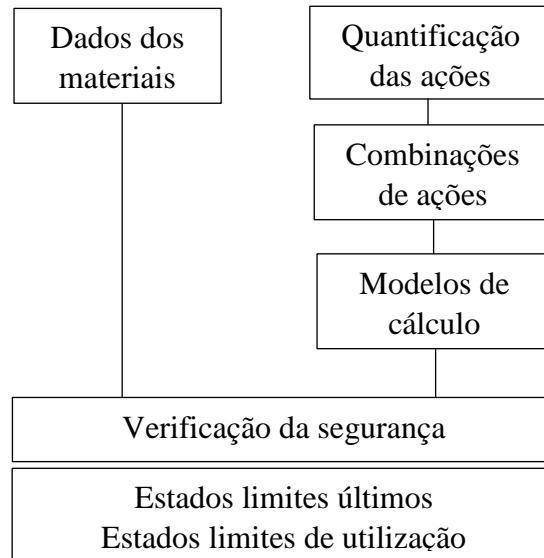 Dados dos
materiais
Quantificação
das ações
Combinações
de ações
Modelos de
cálculo
Verificação da segurança
Estados limites últimos
Estados limites de utilização